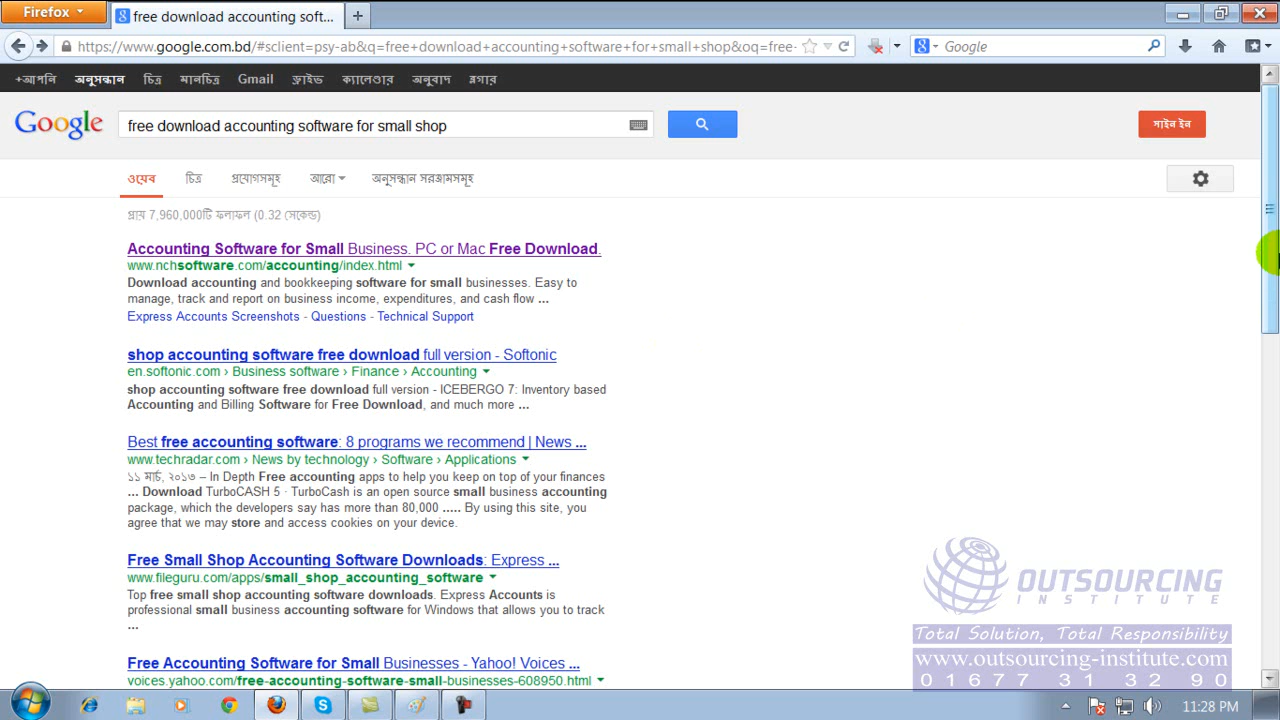 Firefox
free download accounting soft...
https://www.google.com.bd/#sclient=psy-ab&q=free+download+accounting+software+for+small+shop&oq=free-
Google
+আপনি অনুসন্ধান চিত্র মানচিত্র Gmail ড্রাইভ ক্যালেণ্ডার অনুবাদ ব্লগার
Google
free download accounting software for small shop
সাইন ইন
ওয়েব চিত্র প্রয়োগসমূহ আরো অনুসন্ধান সরঞ্জামসমূহ
প্রায় 7,960,000টি ফলাফল (0.32 সেকেন্ড)
Accounting Software for Small Business. PC or Mac Free Download.
www.nchsoftware.com/accounting/index.html
Download accounting and bookkeeping software for small businesses. Easy to
manage, track and report on business income, expenditures, and cash flow ...
Express Accounts Screenshots - Questions - Technical Support
shop accounting software free download full version - Softonic
en.softonic.com › Business software › Finance › Accounting
shop accounting software free download full version - ICEBERGO 7: Inventory based
Accounting and Billing Software for Free Download, and much more ...
Best free accounting software: 8 programs we recommend | News ...
www.techradar.com › News by technology › Software › Applications
১১ মার্চ, ২০১৩ – In Depth Free accounting apps to help you keep on top of your finances
... Download TurboCASH 5 · TurboCash is an open source small business accounting
package, which the developers say has more than 80,000 ..... By using this site, you
agree that we may store and access cookies on your device.
Free Small Shop Accounting Software Downloads: Express ...
www.fileguru.com/apps/small_shop_accounting_software
Top free small shop accounting software downloads. Express Accounts is
professional small business accounting software for Windows that allows you to track
...
Free Accounting Software for Small Businesses - Yahoo! Voices ...
voices.yahoo.com/free-accounting-software-small-businesses-608950.html
OUTSOURCING
INSTITUTE
Total Solution, Total Responsibility
www.outsourcing-institute.com
01677 31 32 90
11:28 PM